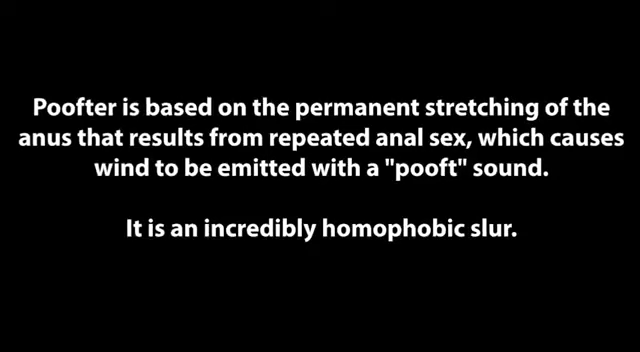 Poofter is based on the permanent stretching of the
anus that results from repeated anal sex, which causes
wind to be emitted with a "pooft" sound.
It is an incredibly homophobic slur.